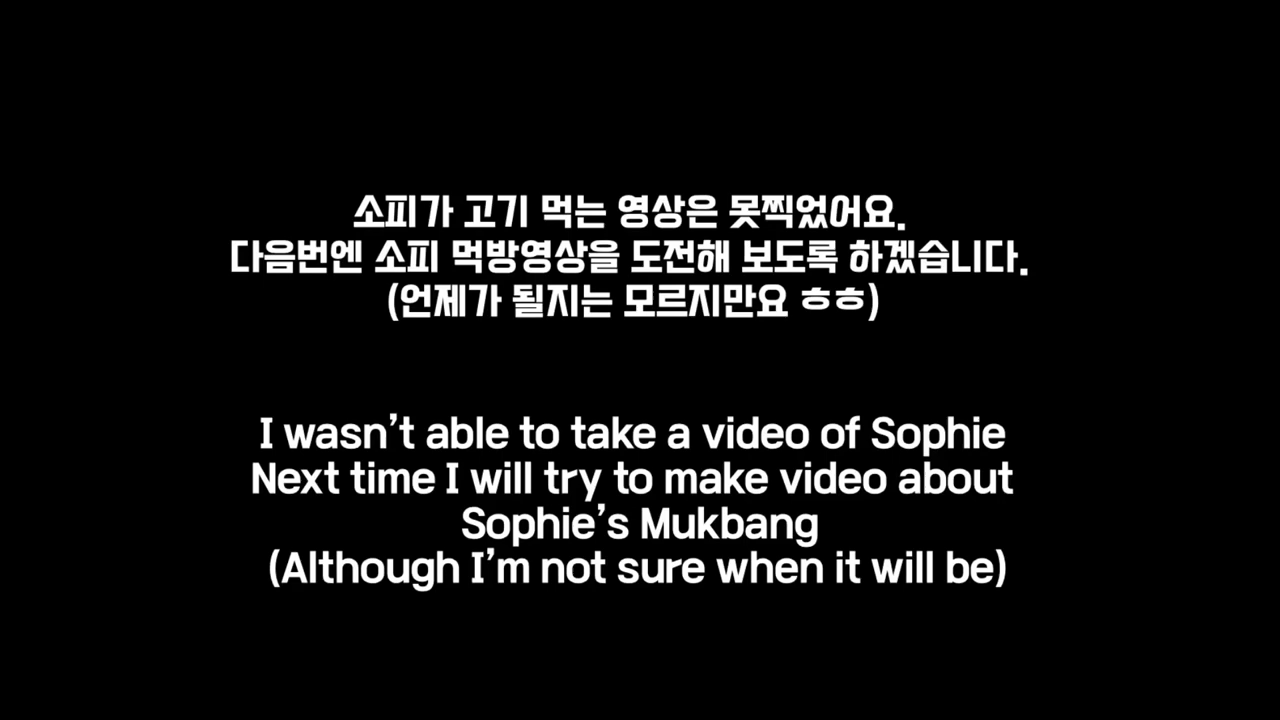 소피가 고기 먹는 영상은 못찍었어요.
다음번엔 소피 먹방영상을 도전해 보도록 하겠습니다.
(언제가 될지는 모르지만요 ㅎㅎ)
I wasn't able to take a video of Sophie
Next time I will try to make video about
Sophie's Mukbang
(Although I'm not sure when it will be)